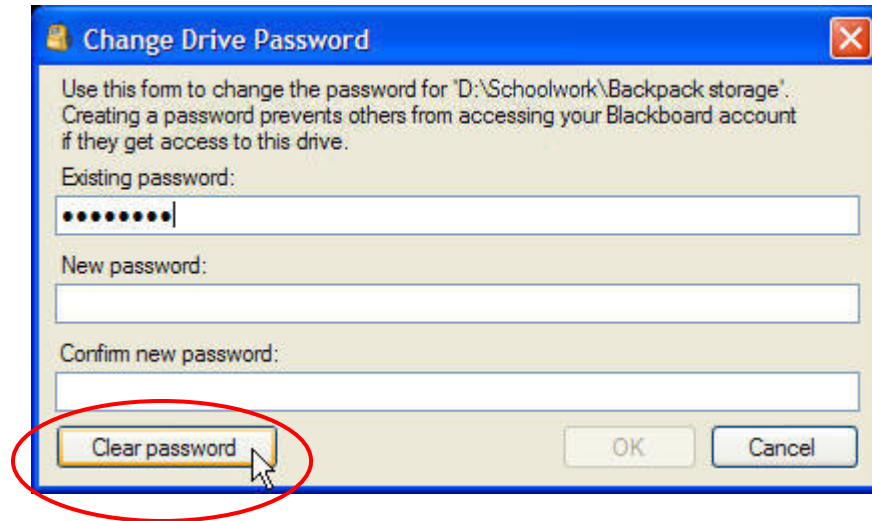 Change Drive Password
Use this form to change the password for 'D:\Schoolwork\Backpack storage'.
Creating a password prevents others from accessing your Blackboard account
if they get access to this drive.
Existing password:
●●●●●●●●
New password:
Confirm new password:
Clear password OK Cancel